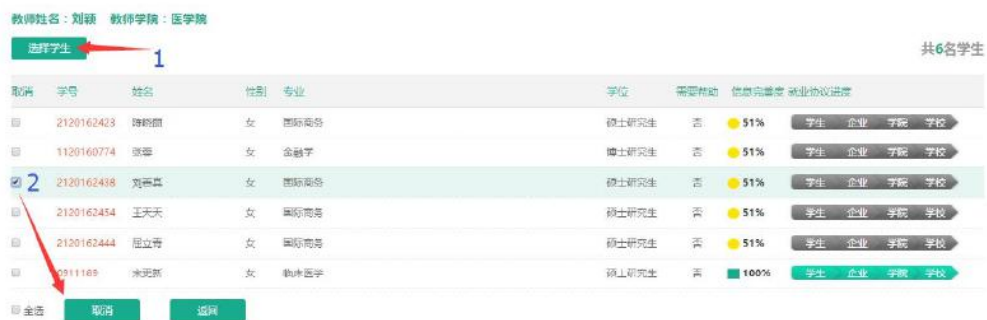 教师姓名：刘颖 教师学院：医学院
选择学生
1
共6名学生
取消 学号 姓名 性别 专业 学位 需要帮助 信息完善度 就业协议进度
2120162423 女 国际商务 硕士研究生 否 51% 学生 企业 学院 学校
1120160774 女 金融学 博士研究生 否 51% 学生 企业 学院 学校
2 2120162438 刘春真 女 国际商务 硕士研究生 否 51% 学生 企业 学院 学校
2120162454 王天天 女 国际商务 硕士研究生 否 51% 学生 企业 学院 学校
2120162444 屈立青 女 国际商务 硕士研究生 否 51% 学生 企业 学院 学校
女 临床医学 硕士研究生 否 100% 学生 企业 学院 学校
全选 取消 返回